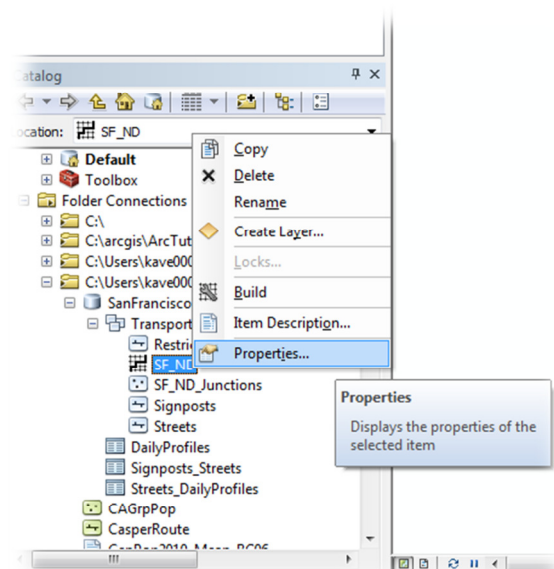 atalog
ocation: SF_ND
Default
Toolbox
Folder Connections
C:\
C:\arcgis\ArcTut
C:\Users\kave000
C:\Users\kave000
SanFrancisco
Transport
Restri
SF_ND
SF_ND_Junctions
Signposts
Streets
DailyProfiles
Signposts_Streets
Streets_DailyProfiles
CAGrpPop
CasperRoute
Copy
Delete
Rename
Create Layer...
Locks...
Build
Item Description...
Properties...
Properties
Displays the properties of the
selected item